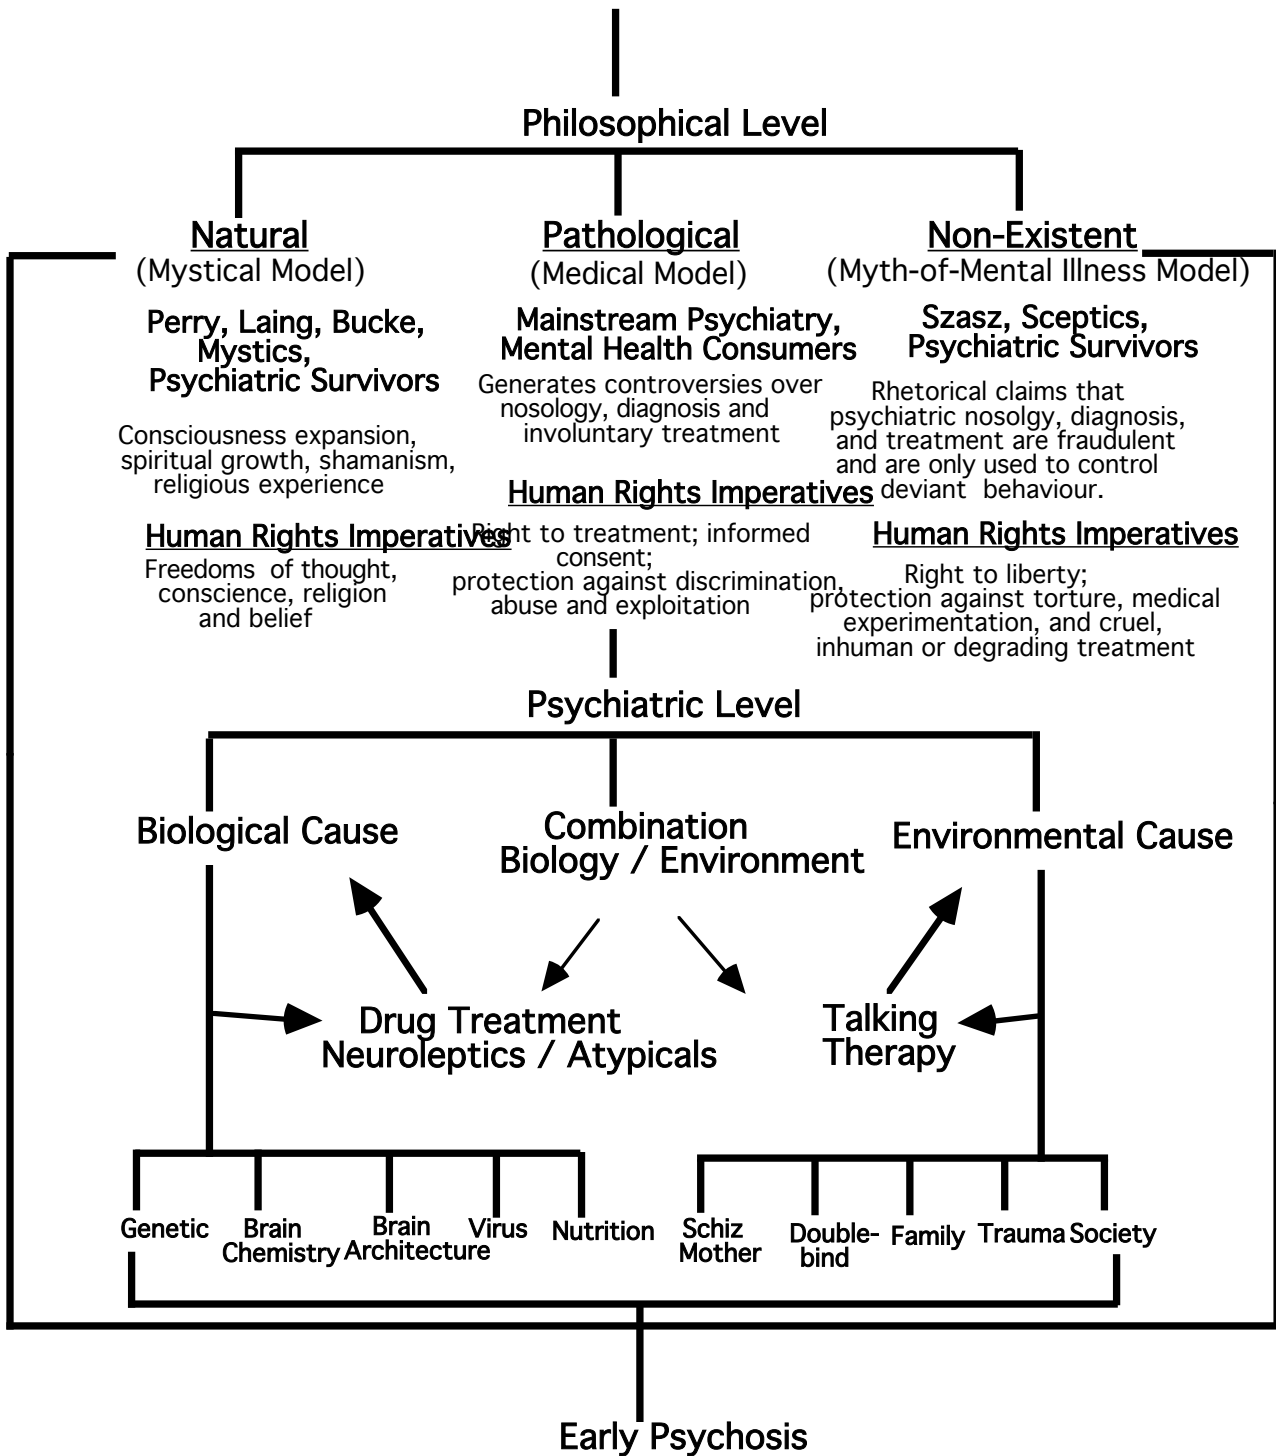 Philosophical Level
Natural
(Mystical Model)
Perry, Laing, Bucke,
Mystics,
Psychiatric Survivors
Consciousness expansion,
spiritual growth, shamanism,
religious experience
Human Rights Imperatives
Freedoms of thought,
conscience, religion
and belief
Pathological
(Medical Model)
Mainstream Psychiatry,
Mental Health Consumers
Generates controversies over
nosology, diagnosis and
involuntary treatment
Human Rights Imperatives
Right to treatment; informed
consent;
protection against discrimination,
abuse and exploitation
Non-Existent
(Myth-of-Mental Illness Model)
Szasz, Sceptics,
Psychiatric Survivors
Rhetorical claims that
psychiatric nosolgy, diagnosis,
and treatment are fraudulent
and are only used to control
deviant behaviour.
Human Rights Imperatives
Right to liberty;
protection against torture, medical
experimentation, and cruel,
inhuman or degrading treatment
Psychiatric Level
Biological Cause
Combination
Biology / Environment
Environmental Cause
Drug Treatment
Neuroleptics / Atypicals
Talking
Therapy
Genetic
Brain
Chemistry
Brain
Architecture
Virus
Nutrition
Schiz
Mother
Double-
bind
Family
Trauma
Society
Early Psychosis